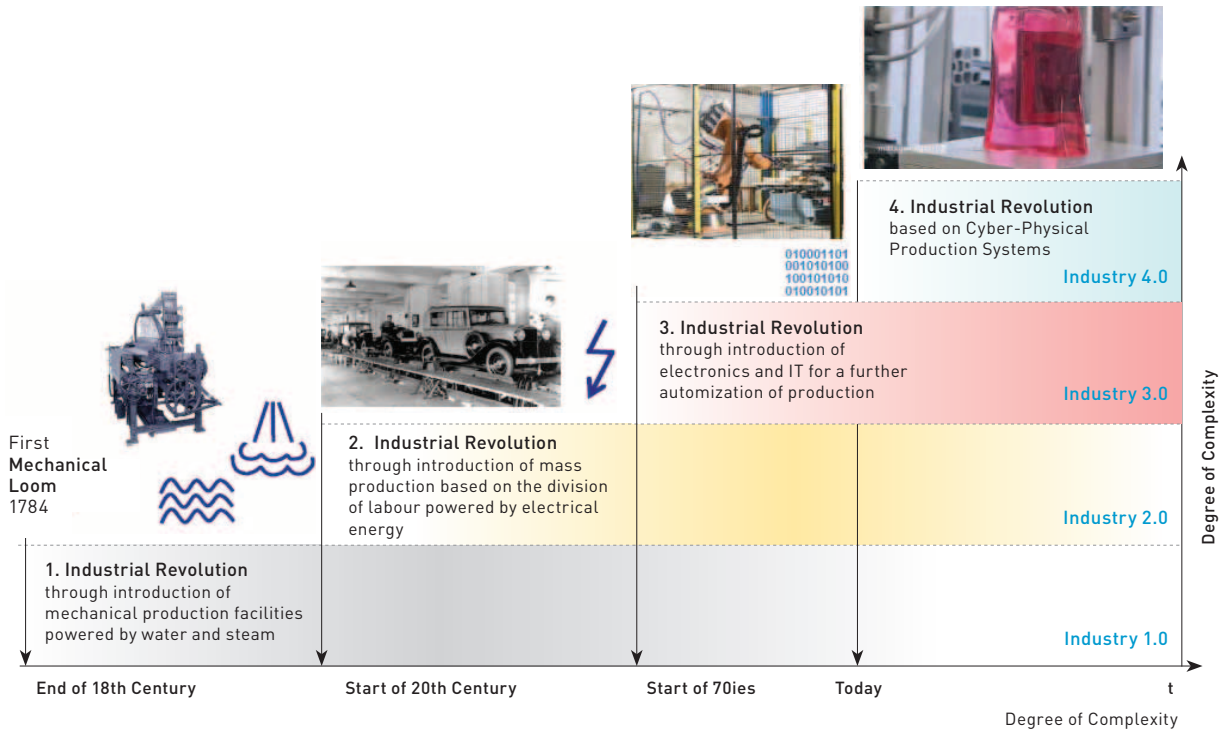 010001101
001010100
100101010
010010101
4. Industrial Revolution
based on Cyber-Physical
Production Systems
Industry 4.0
3. Industrial Revolution
through introduction of
electronics and IT for a further
automization of production
Industry 3.0
First
Mechanical
Loom
1784
2. Industrial Revolution
through introduction of mass
production based on the division
of labour powered by electrical
energy
Industry 2.0
1. Industrial Revolution
through introduction of
mechanical production facilities
powered by water and steam
Industry 1.0
Degree of Complexity
End of 18th Century
Start of 20th Century
Start of 70ies
Today
t
Degree of Complexity